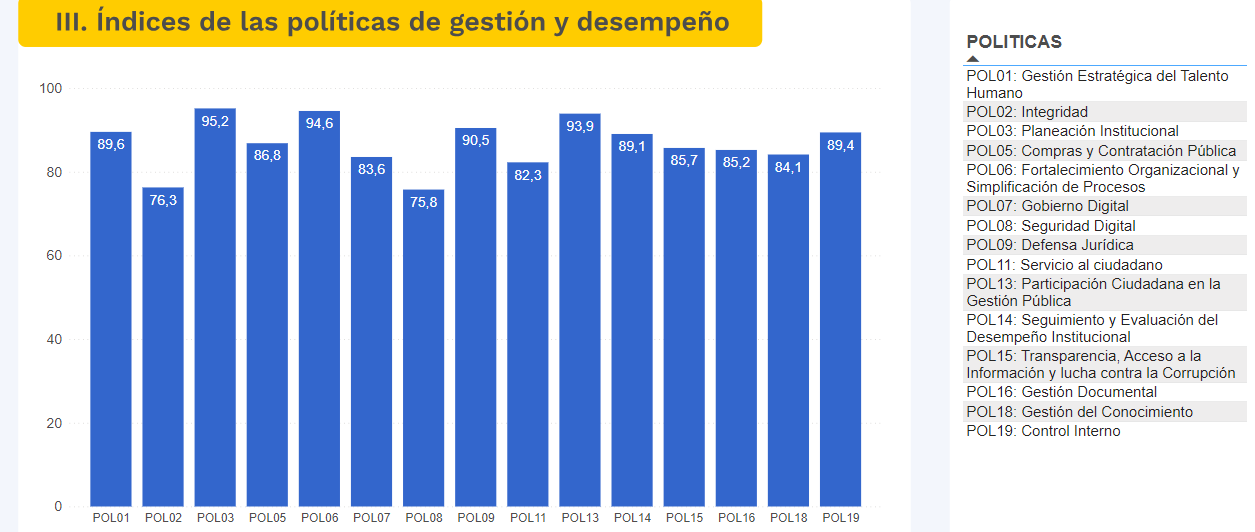 III. Índices de las políticas de gestión y desempeño
100
80
60
40
20
0
89,6
76,3
95,2
86,8
94,6
83,6
75,8
90,5
82,3
93,9
89,1
85,7
85,2
84,1
89,4
POL01 POL02 POL03 POL05 POL06 POL07 POL08 POL09 POL11 POL13 POL14 POL15 POL16 POL18 POL19
POLITICAS
POL01: Gestión Estratégica del Talento
Humano
POL02: Integridad
POL03: Planeación Institucional
POL05: Compras y Contratación Pública
POL06: Fortalecimiento Organizacional y
Simplificación de Procesos
POL07: Gobierno Digital
POL08: Seguridad Digital
POL09: Defensa Jurídica
POL11: Servicio al ciudadano
POL13: Participación Ciudadana en la
Gestión Pública
POL14: Seguimiento y Evaluación del
Desempeño Institucional
POL15: Transparencia, Acceso a la
Información y lucha contra la Corrupción
POL16: Gestión Documental
POL18: Gestión del Conocimiento
POL19: Control Interno